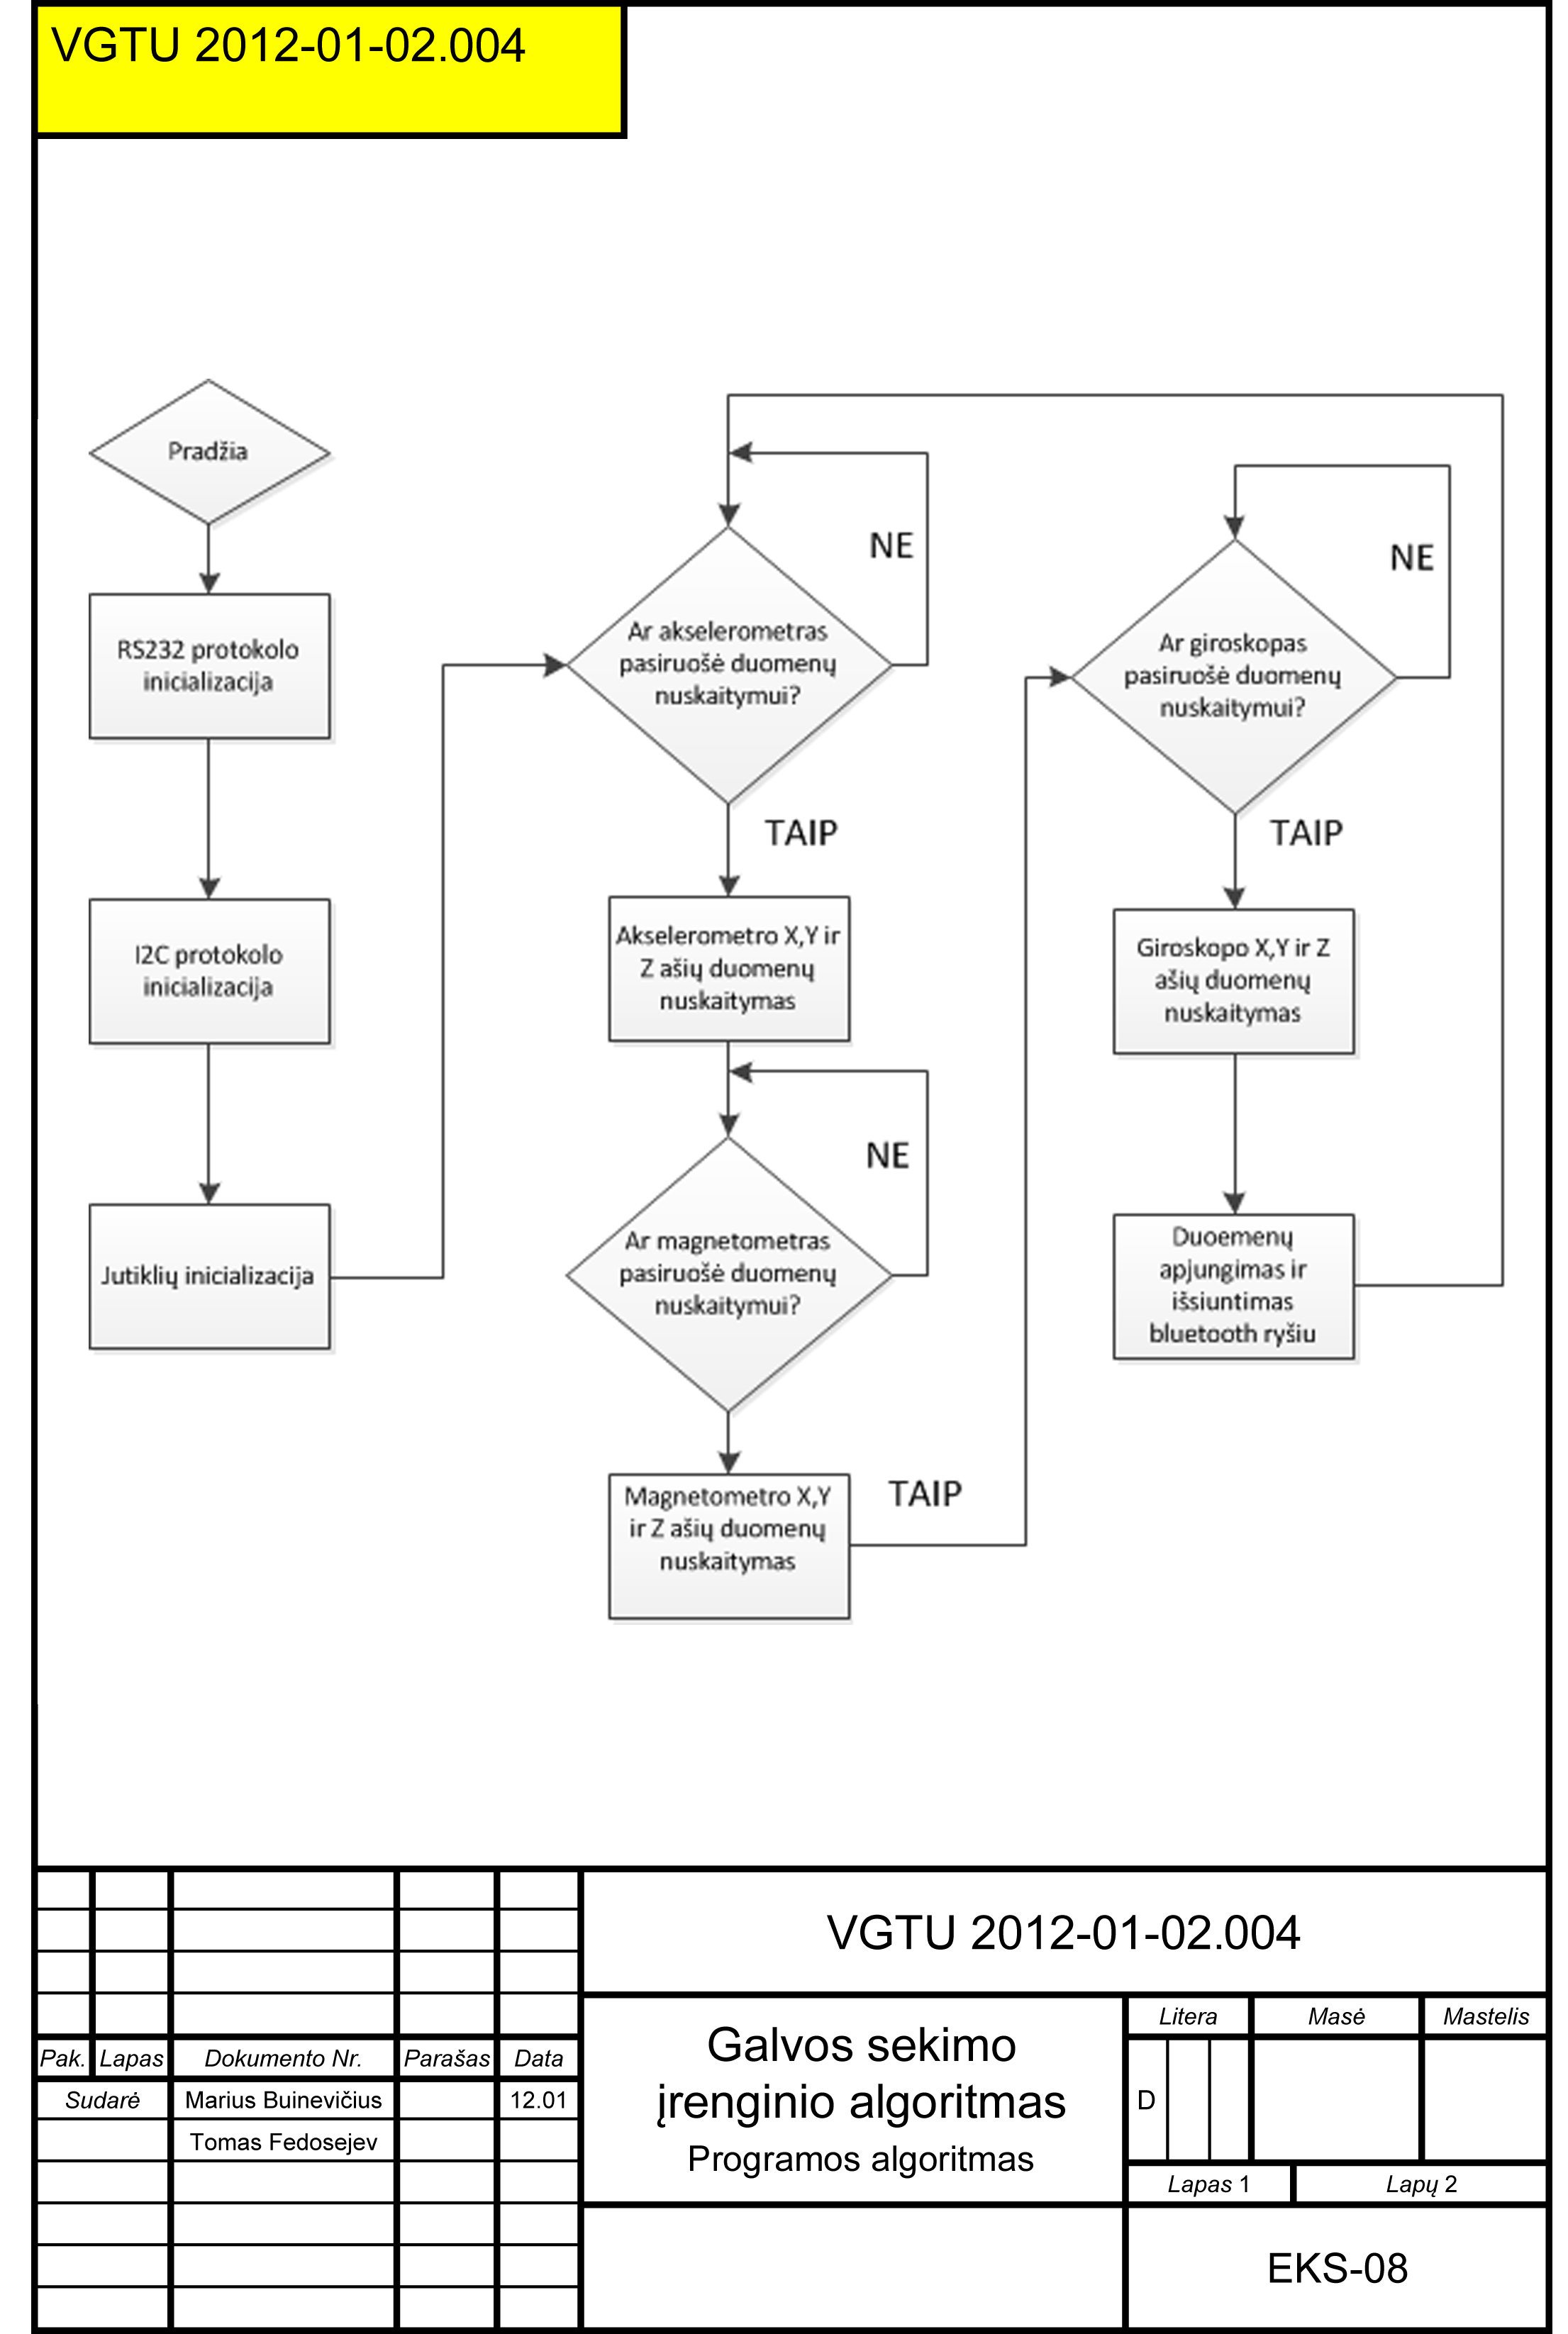 VGTU 2012-01-02.004
Pradžia
RS232 protokolo
inicializacija
I2C protokolo
inicializacija
Jutiklių inicializacija
Ar akselerometras
pasiruošė duomenų
nuskaitymui?
NE
TAIP
Akselerometro X,Y ir
Z ašių duomenų
nuskaitymas
NE
Ar magnetometras
pasiruošė duomenų
nuskaitymui?
Magnetometro X,Y
ir Z ašių duomenų
nuskaitymas
TAIP
NE
Ar giroskopas
pasiruošė duomenų
nuskaitymui?
TAIP
Giroskopo X,Y ir Z
ašių duomenų
nuskaitymas
Duoemenų
apjungimas ir
išsiuntimas
bluetooth ryšiu
VGTU 2012-01-02.004
Pak. Lapas Dokumento Nr. Parašas Data
Sudarė Marius Buinevičius 12.01
Tomas Fedosejev
Galvos sekimo
įrenginio algoritmas
Programos algoritmas
Litera Masė Mastelis
D
Lapas 1 Lapų 2
EKS-08